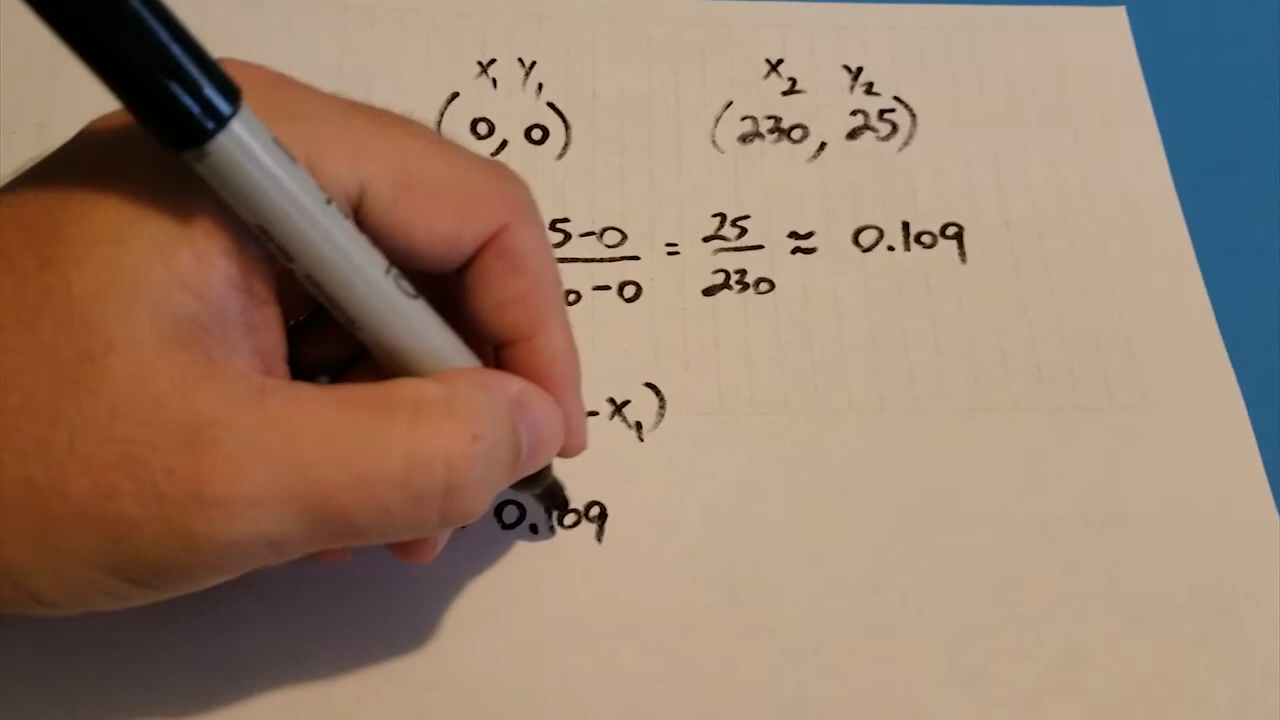 x₁ y₁ x₂ y₂
(0,0) (230, 25)
5-0 / 0-0 = 25/230 ≈ 0.109
-x₁)
0.109